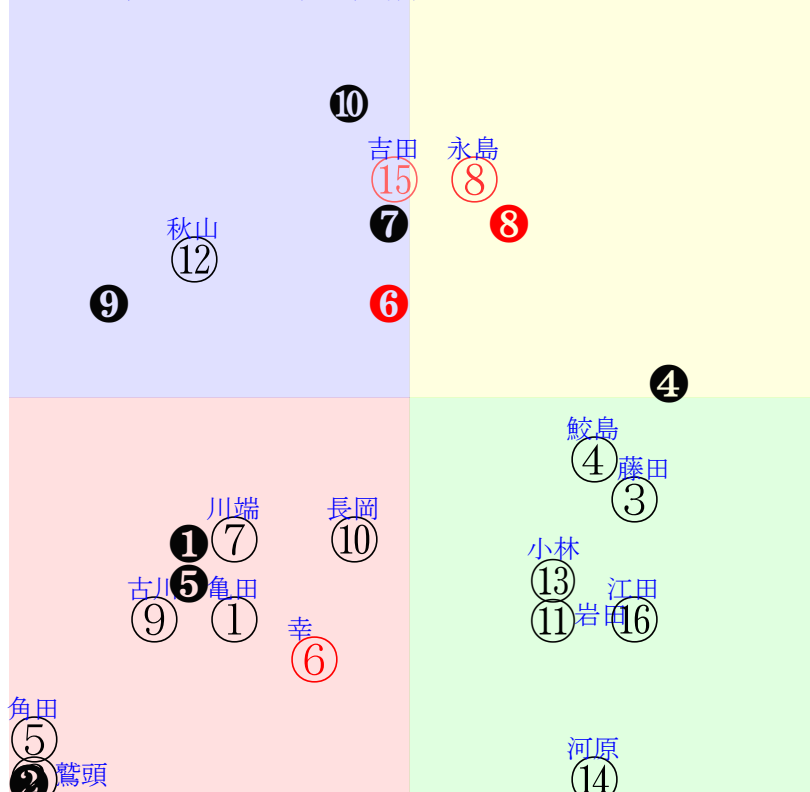 ❿
吉田 永島
⑮ ⑧
❼ ❽
秋山
⑫
❾ ❻
❹
鮫島
④ 藤田
③
川端 長岡
❶ ⑦ ⑩
小林
⑬
古川 ❺ 亀田 江田
⑨ ① ⑪ 岩田 ⑯
幸
⑥
角田
⑤
河原
❷ 鷲頭 ⑭